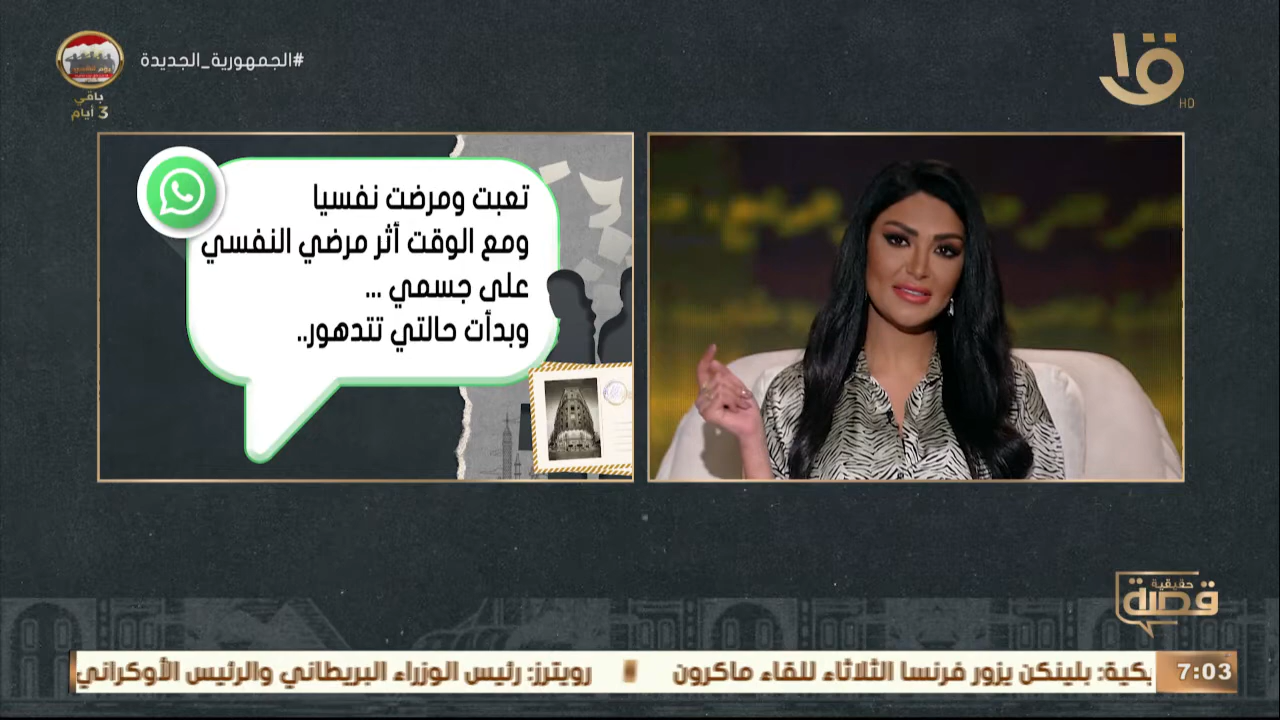 #الجمهورية_الجديدة
باقي
3 أيام
HD
تعبت ومرضت نفسيا
ومع الوقت أثر مرضي النفسي
على جسمي ...
وبدأت حالتي تتدهور..
قصة
حقيقية
7:03
يكية: بلينكن يزور فرنسا الثلاثاء للقاء ماكرون
رويترز: رئيس الوزراء البريطاني والرئيس الأوكراني